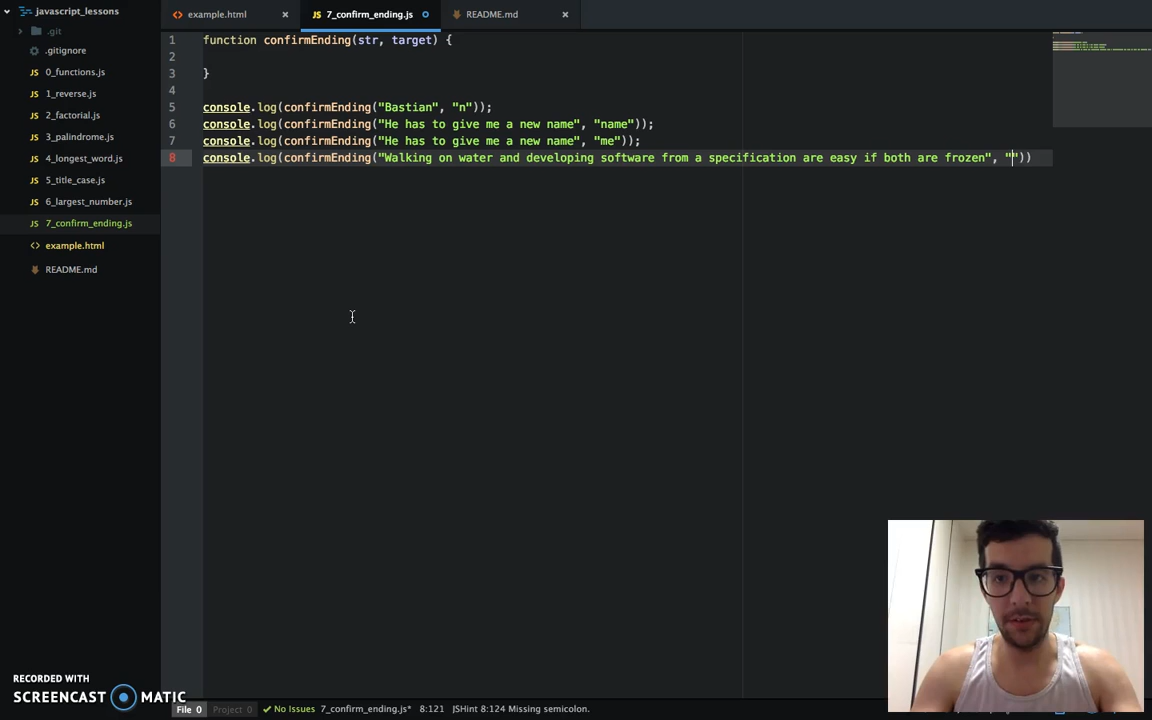 javascript_lessons
.git
.gitignore
0_functions.js
1_reverse.js
2_factorial.js
3_palindrome.js
4_longest_word.js
5_title_case.js
6_largest_number.js
7_confirm_ending.js
example.html
README.md
example.html
7_confirm_ending.js
README.md
1 function confirmEnding(str, target) {
2
3 }
4
5 console.log(confirmEnding("Bastian", "n"));
6 console.log(confirmEnding("He has to give me a new name", "name"));
7 console.log(confirmEnding("He has to give me a new name", "me"));
8 console.log(confirmEnding("Walking on water and developing software from a specification are easy if both are frozen", ""))
RECORDED WITH
SCREENCAST MATIC
File 0 Project 0 No Issues 7_confirm_ending.js* 8:121 JSHint 8:124 Missing semicolon.